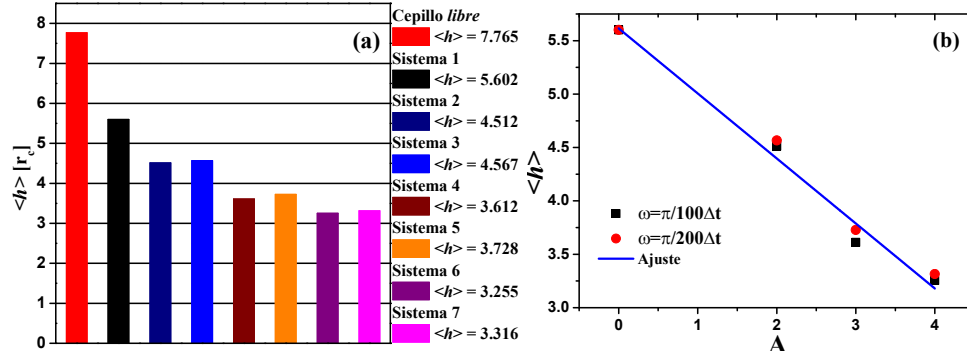 (a)
<h> [r_c]
8
7
6
5
4
3
2
1
0
Cepillo libre
<h> = 7.765
Sistema 1
<h> = 5.602
Sistema 2
<h> = 4.512
Sistema 3
<h> = 4.567
Sistema 4
<h> = 3.612
Sistema 5
<h> = 3.728
Sistema 6
<h> = 3.255
Sistema 7
<h> = 3.316
(b)
<h>
5.5
5.0
4.5
4.0
3.5
3.0
ω=π/100Δt
ω=π/200Δt
Ajuste
0 1 2 3 4
A